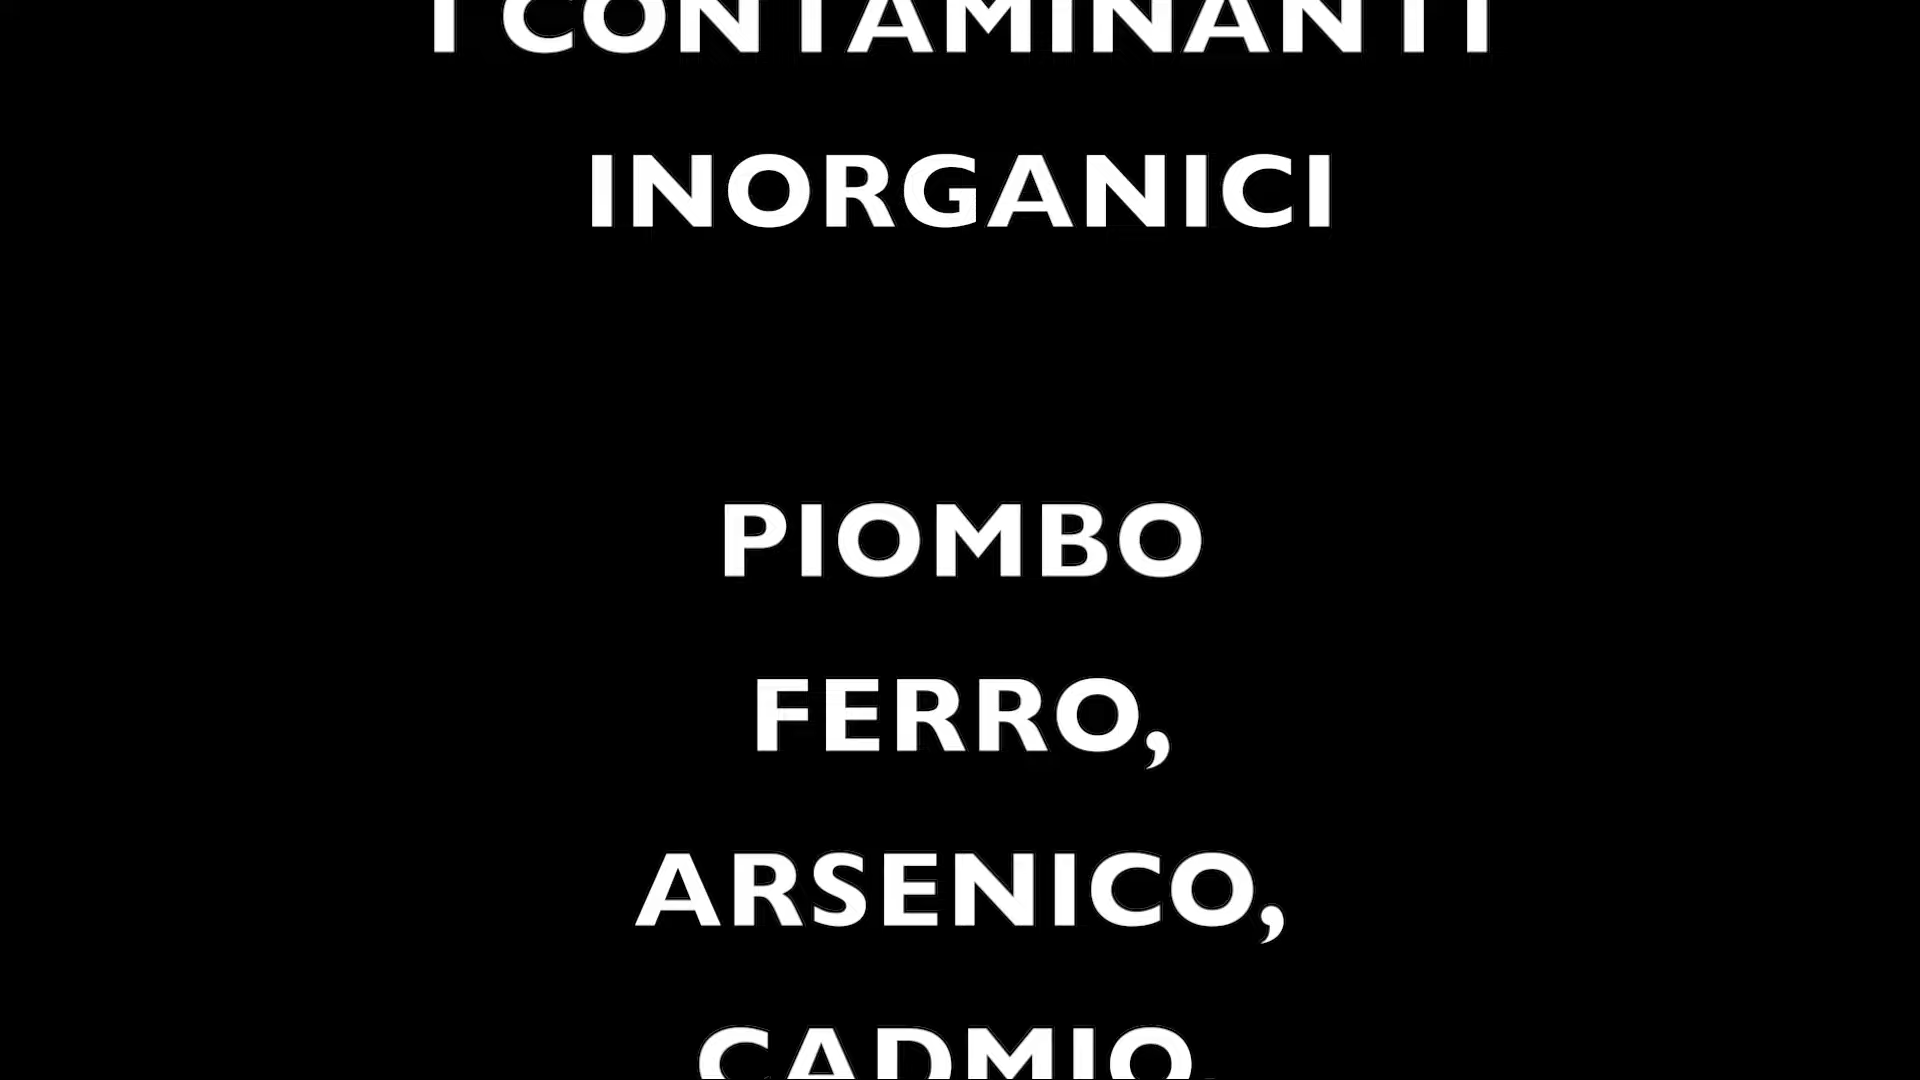 I CONTAMINANTI
INORGANICI
PIOMBO
FERRO,
ARSENICO,
CADMIO,